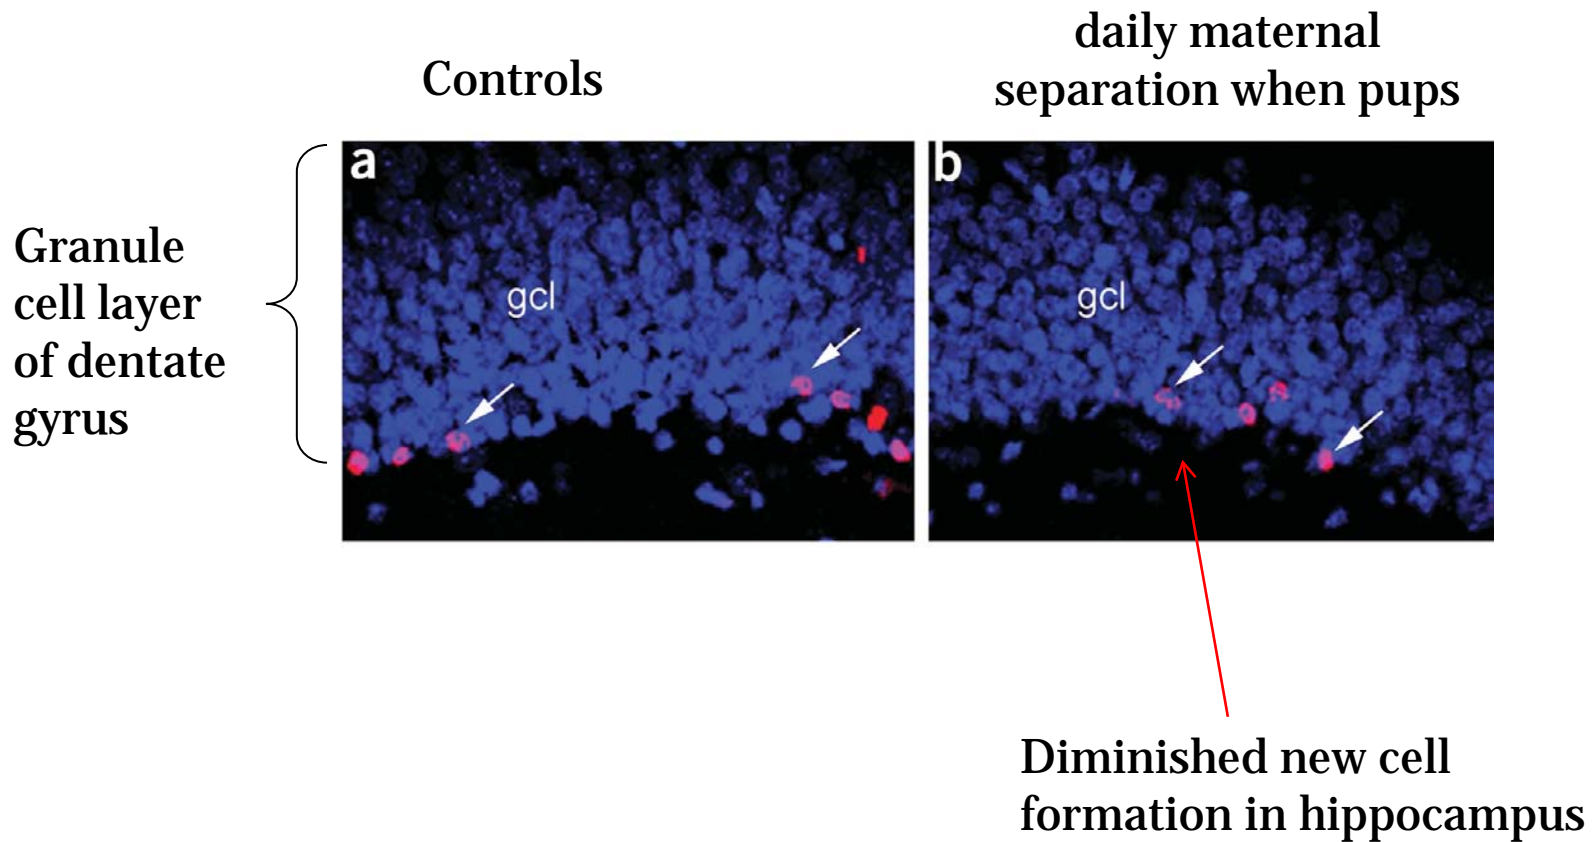 Controls
daily maternal
separation when pups
a
b
Granule
cell layer
of dentate
gyrus
gcl
gcl
Diminished new cell
formation in hippocampus